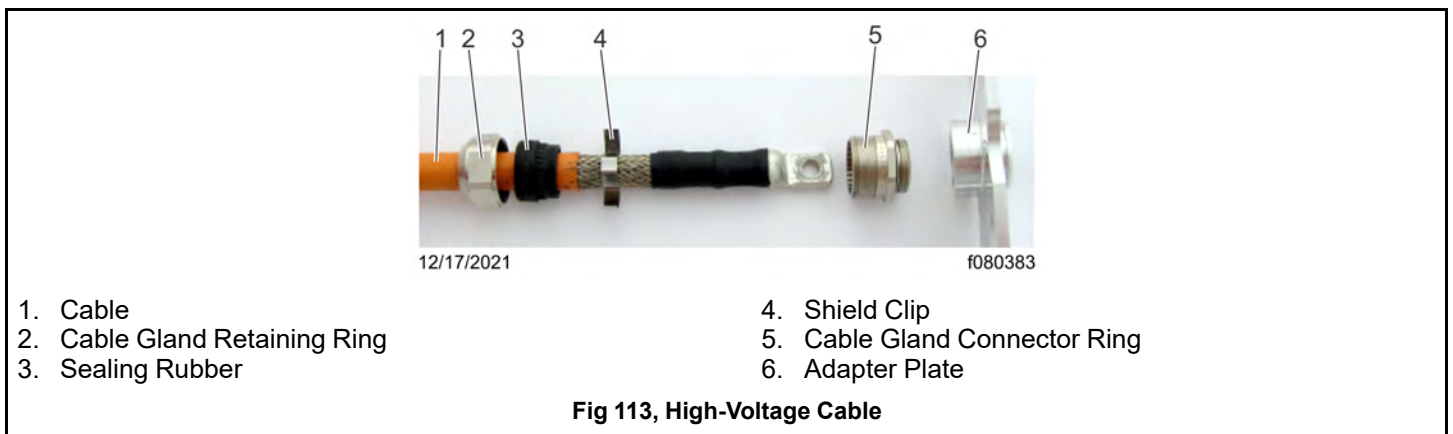 1 2 3 4 5 6
12/17/2021 f080383
1. Cable
2. Cable Gland Retaining Ring
3. Sealing Rubber
4. Shield Clip
5. Cable Gland Connector Ring
6. Adapter Plate
Fig 113, High-Voltage Cable